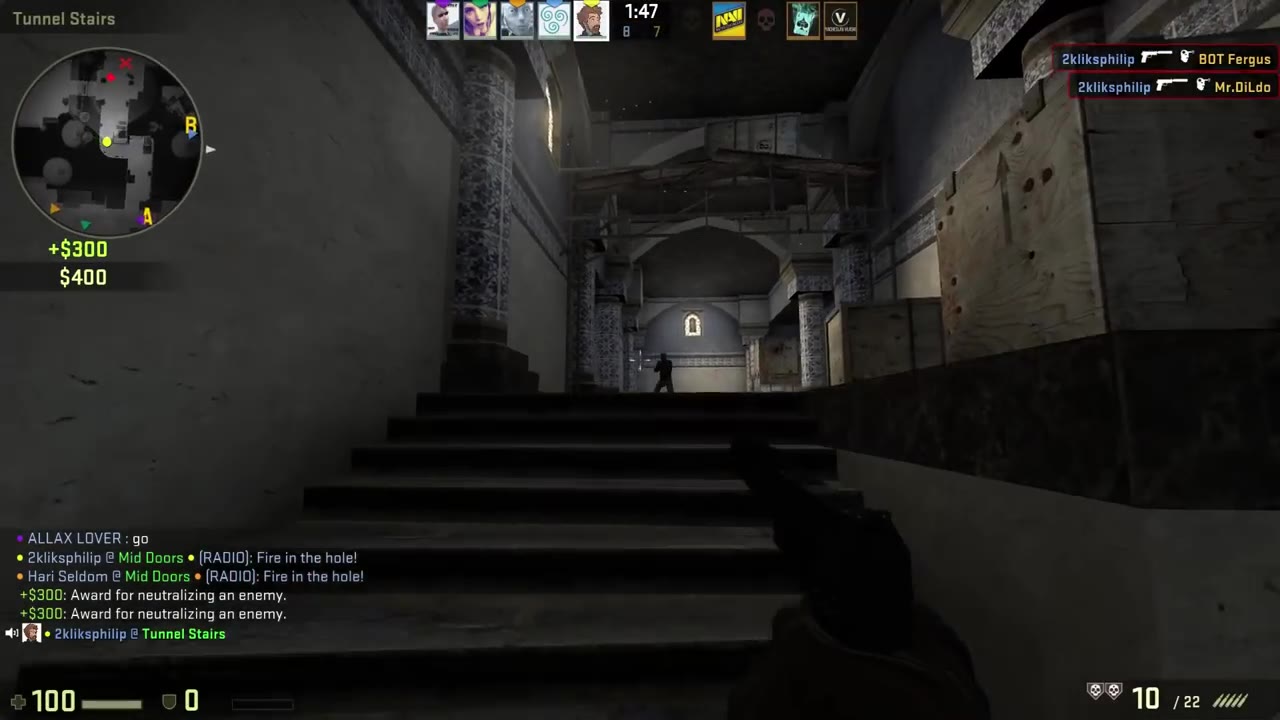 Tunnel Stairs
1:47
8 7
NAVI
V
2kliksphilip BOT Fergus
2kliksphilip Mr.DiLdo
B
A
+$300
$400
ALLAX LOVER : go
2kliksphilip @ Mid Doors (RADIO): Fire in the hole!
Hari Seldom @ Mid Doors (RADIO): Fire in the hole!
+$300: Award for neutralizing an enemy.
+$300: Award for neutralizing an enemy.
2kliksphilip @ Tunnel Stairs
100 0
10 / 22